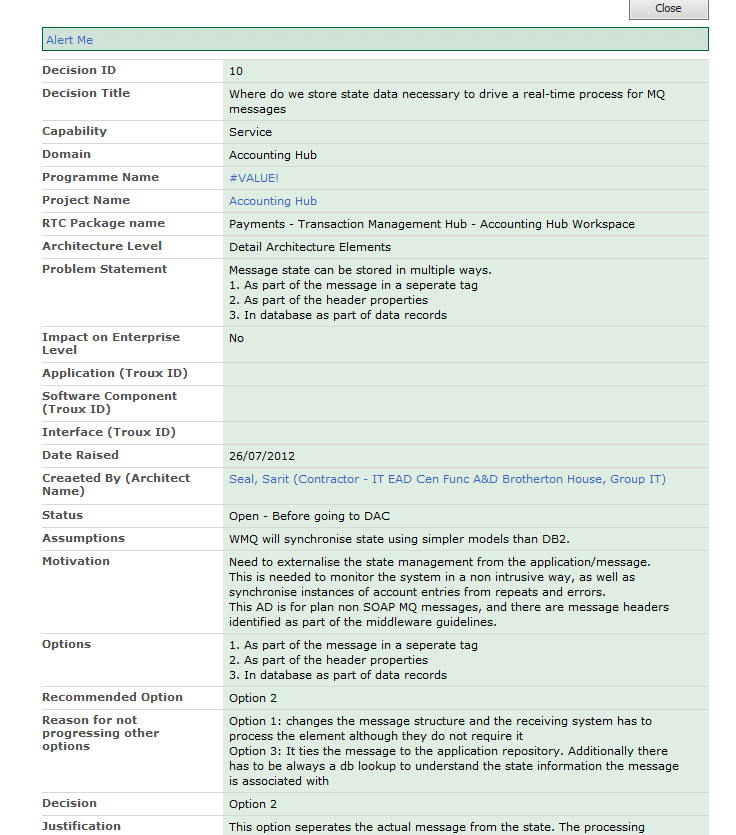 Close
Alert Me
Decision ID 10
Decision Title Where do we store state data necessary to drive a real-time process for MQ
messages
Capability Service
Domain Accounting Hub
Programme Name #VALUE!
Project Name Accounting Hub
RTC Package name Payments - Transaction Management Hub - Accounting Hub Workspace
Architecture Level Detail Architecture Elements
Problem Statement Message state can be stored in multiple ways.
1. As part of the message in a seperate tag
2. As part of the header properties
3. In database as part of data records
Impact on Enterprise No
Level
Application (Troux ID)
Software Component
(Troux ID)
Interface (Troux ID)
Date Raised 26/07/2012
Creaeted By (Architect Seal, Sarit (Contractor - IT EAD Cen Func A&D Brotherton House, Group IT)
Name)
Status Open - Before going to DAC
Assumptions WMQ will synchronise state using simpler models than DB2.
Motivation Need to externalise the state management from the application/message.
This is needed to monitor the system in a non intrusive way, as well as
synchronise instances of account entries from repeats and errors.
This AD is for plan non SOAP MQ messages, and there are message headers
identified as part of the middleware guidelines.
Options 1. As part of the message in a seperate tag
2. As part of the header properties
3. In database as part of data records
Recommended Option Option 2
Reason for not Option 1: changes the message structure and the receiving system has to
progressing other process the element although they do not require it
options Option 3: It ties the message to the application repository. Additionally there
has to be always a db lookup to understand the state information the message
is associated with
Decision Option 2
Justification This option seperates the actual message from the state. The processing